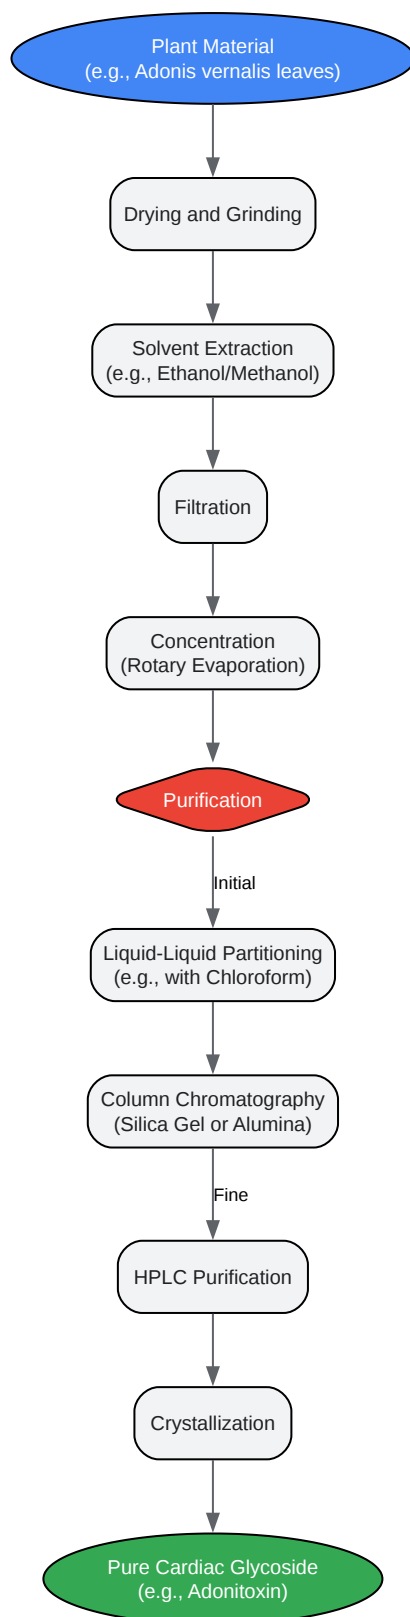 Plant Material
(e.g., Adonis vernalis leaves)
Drying and Grinding
Solvent Extraction
(e.g., Ethanol/Methanol)
Filtration
Concentration
(Rotary Evaporation)
Purification
Initial
Liquid-Liquid Partitioning
(e.g., with Chloroform)
Column Chromatography
(Silica Gel or Alumina)
Fine
HPLC Purification
Crystallization
Pure Cardiac Glycoside
(e.g., Adonitoxin)